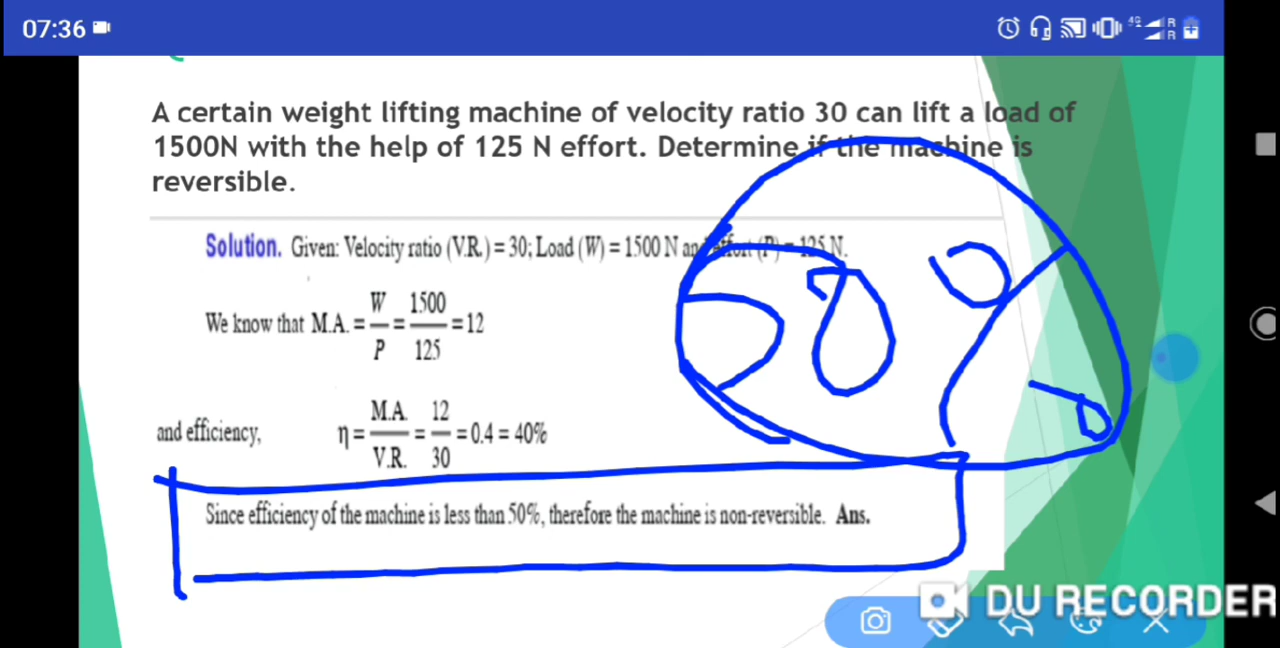 07:36
4G R
R
A certain weight lifting machine of velocity ratio 30 can lift a load of
1500N with the help of 125 N effort. Determine if the machine is
reversible.
Solution. Given: Velocity ratio (V.R.) = 30; Load (W) = 1500 N and effort (P) = 125 N.
We know that M.A. = W/P = 1500/125 = 12
50%
and efficiency, η = M.A./V.R. = 12/30 = 0.4 = 40%
Since efficiency of the machine is less than 50%, therefore the machine is non-reversible. Ans.
DU RECORDER